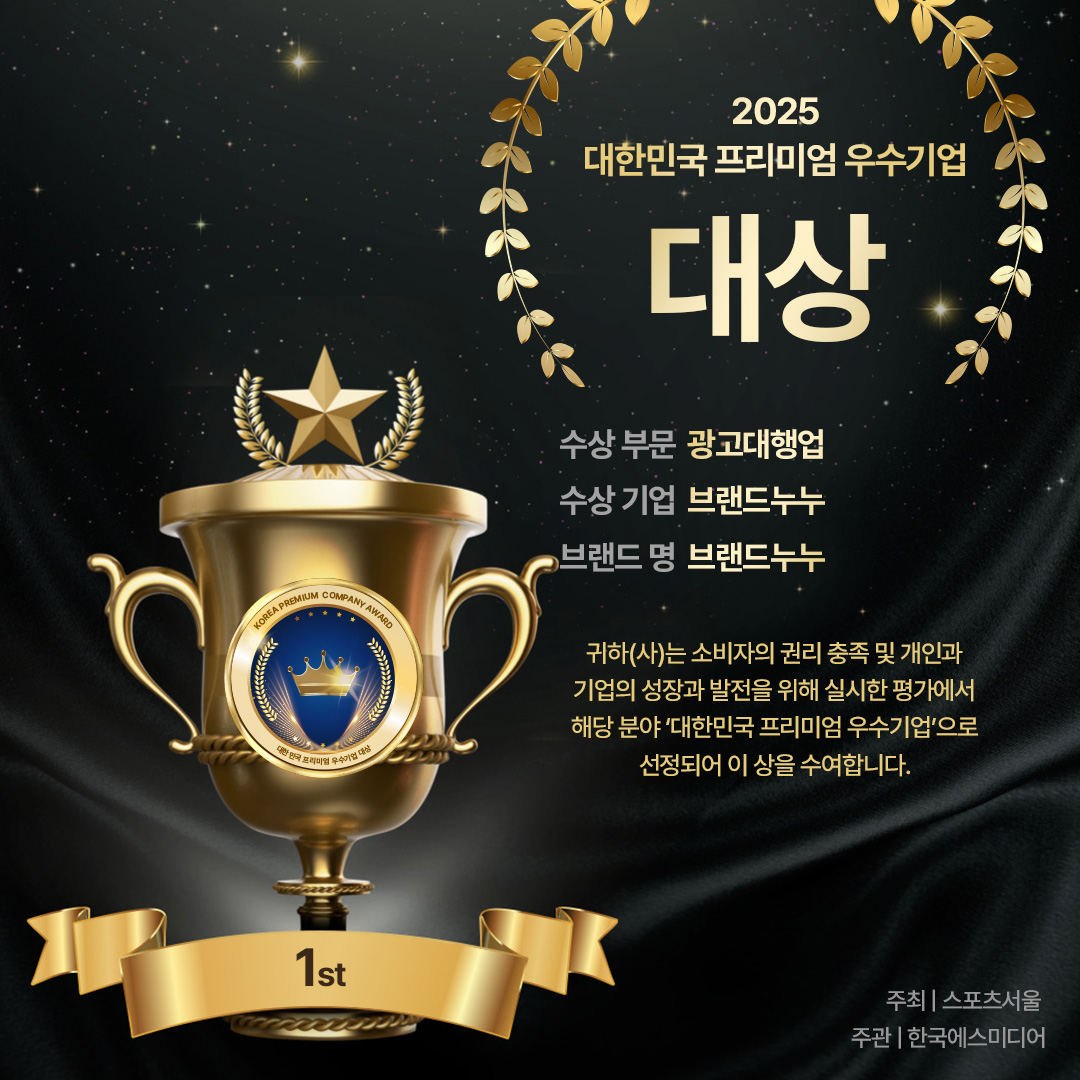 2025
대한민국 프리미엄 우수기업
대상
수상 부문 광고대행업
수상 기업 브랜드누누
브랜드 명 브랜드누누
KOREA PREMIUM COMPANY AWARD
대한 민국 프리미엄 우수기업 대상
귀하(사)는 소비자의 권리 충족 및 개인과
기업의 성장과 발전을 위해 실시한 평가에서
해당 분야 ‘대한민국 프리미엄 우수기업’으로
선정되어 이 상을 수여합니다.
1st
주최 | 스포츠서울
주관 | 한국에스미디어